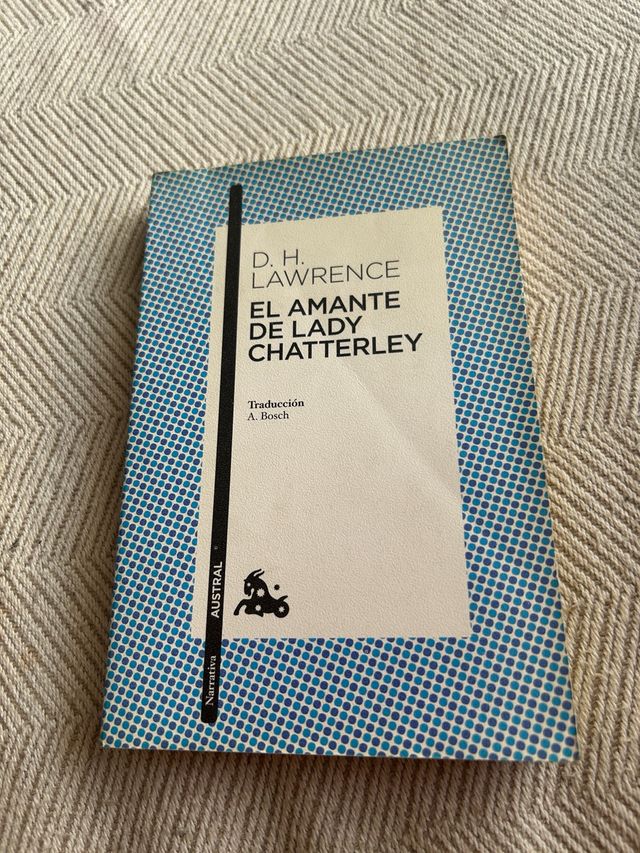 D. H.
LAWRENCE
EL AMANTE
DE LADY
CHATTERLEY
Traducción
A. Bosch
AUSTRAL
Narrativa